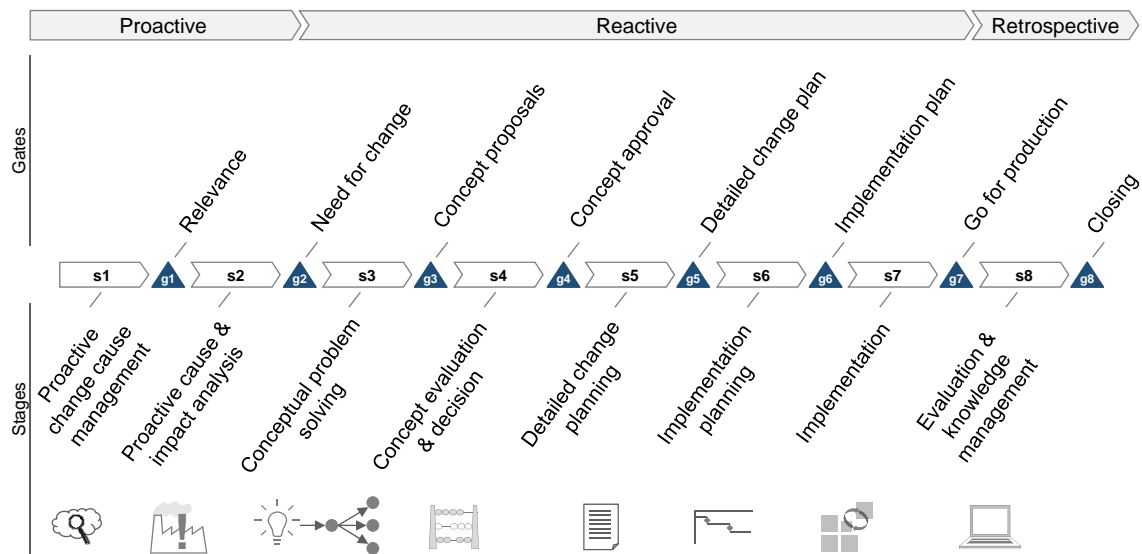 Proactive
Reactive
Retrospective
Gates
Relevance
Need for change
Concept proposals
Concept approval
Detailed change plan
Implementation plan
Go for production
Closing
s1
g1
s2
g2
s3
g3
s4
g4
s5
g5
s6
g6
s7
g7
s8
g8
Stages
Proactive
change cause
management
Proactive cause &
impact analysis
Conceptual problem
solving
Concept evaluation
& decision
Detailed change
planning
Implementation
planning
Implementation
Evaluation &
knowledge
management